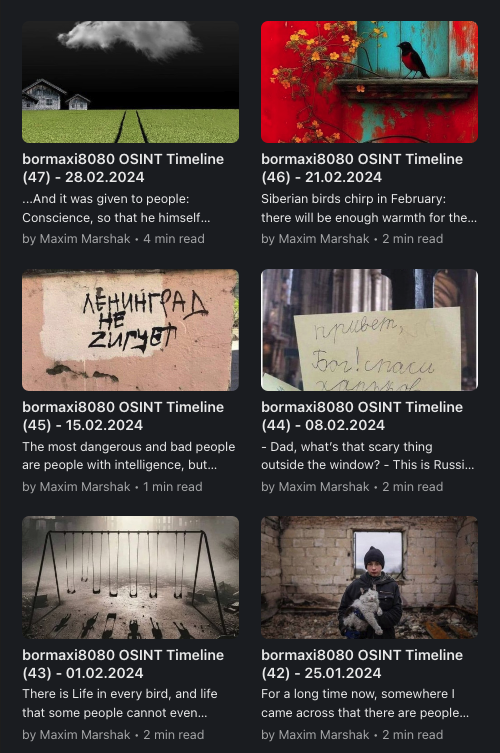 bormaxi8080 OSINT Timeline
(47) - 28.02.2024
...And it was given to people:
Conscience, so that he himself...
by Maxim Marshak • 4 min read
bormaxi8080 OSINT Timeline
(46) - 21.02.2024
Siberian birds chirp in February:
there will be enough warmth for the...
by Maxim Marshak • 2 min read
ЛЕНИНГРАД
НЕ
ZИГУЕТ
bormaxi8080 OSINT Timeline
(45) - 15.02.2024
The most dangerous and bad people
are people with intelligence, but...
by Maxim Marshak • 1 min read
привет,
Бог! спаси
харьков
bormaxi8080 OSINT Timeline
(44) - 08.02.2024
- Dad, what's that scary thing
outside the window? - This is Russi...
by Maxim Marshak • 2 min read
bormaxi8080 OSINT Timeline
(43) - 01.02.2024
There is Life in every bird, and life
that some people cannot even...
by Maxim Marshak • 2 min read
bormaxi8080 OSINT Timeline
(42) - 25.01.2024
For a long time now, somewhere I
came across that there are people...
by Maxim Marshak • 2 min read